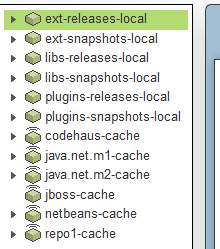 ext-releases-local
ext-snapshots-local
libs-releases-local
libs-snapshots-local
plugins-releases-local
plugins-snapshots-local
codehaus-cache
java.net.m1-cache
java.net.m2-cache
jboss-cache
netbeans-cache
repo1-cache